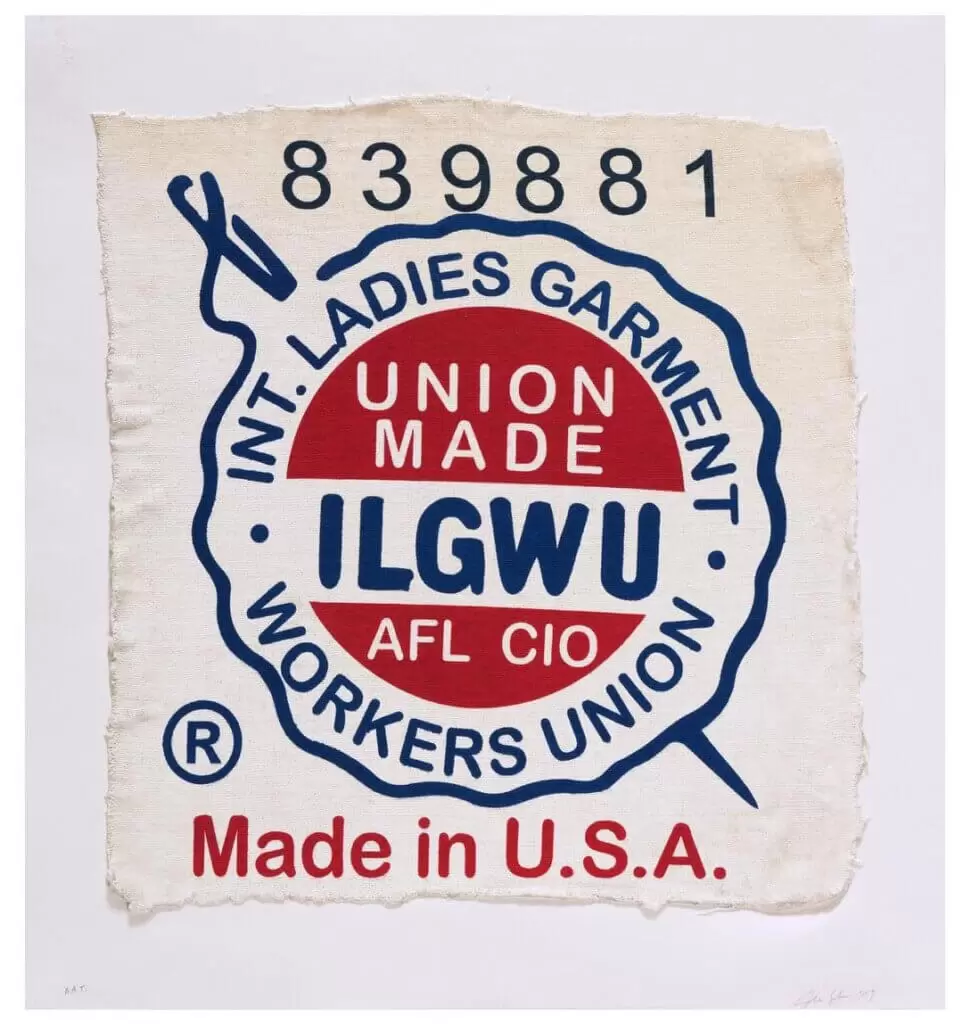 839881
INT. LADIES GARMENT
UNION
MADE
ILGWU
AFL CIO
WORKERS UNION
®
Made in U.S.A.